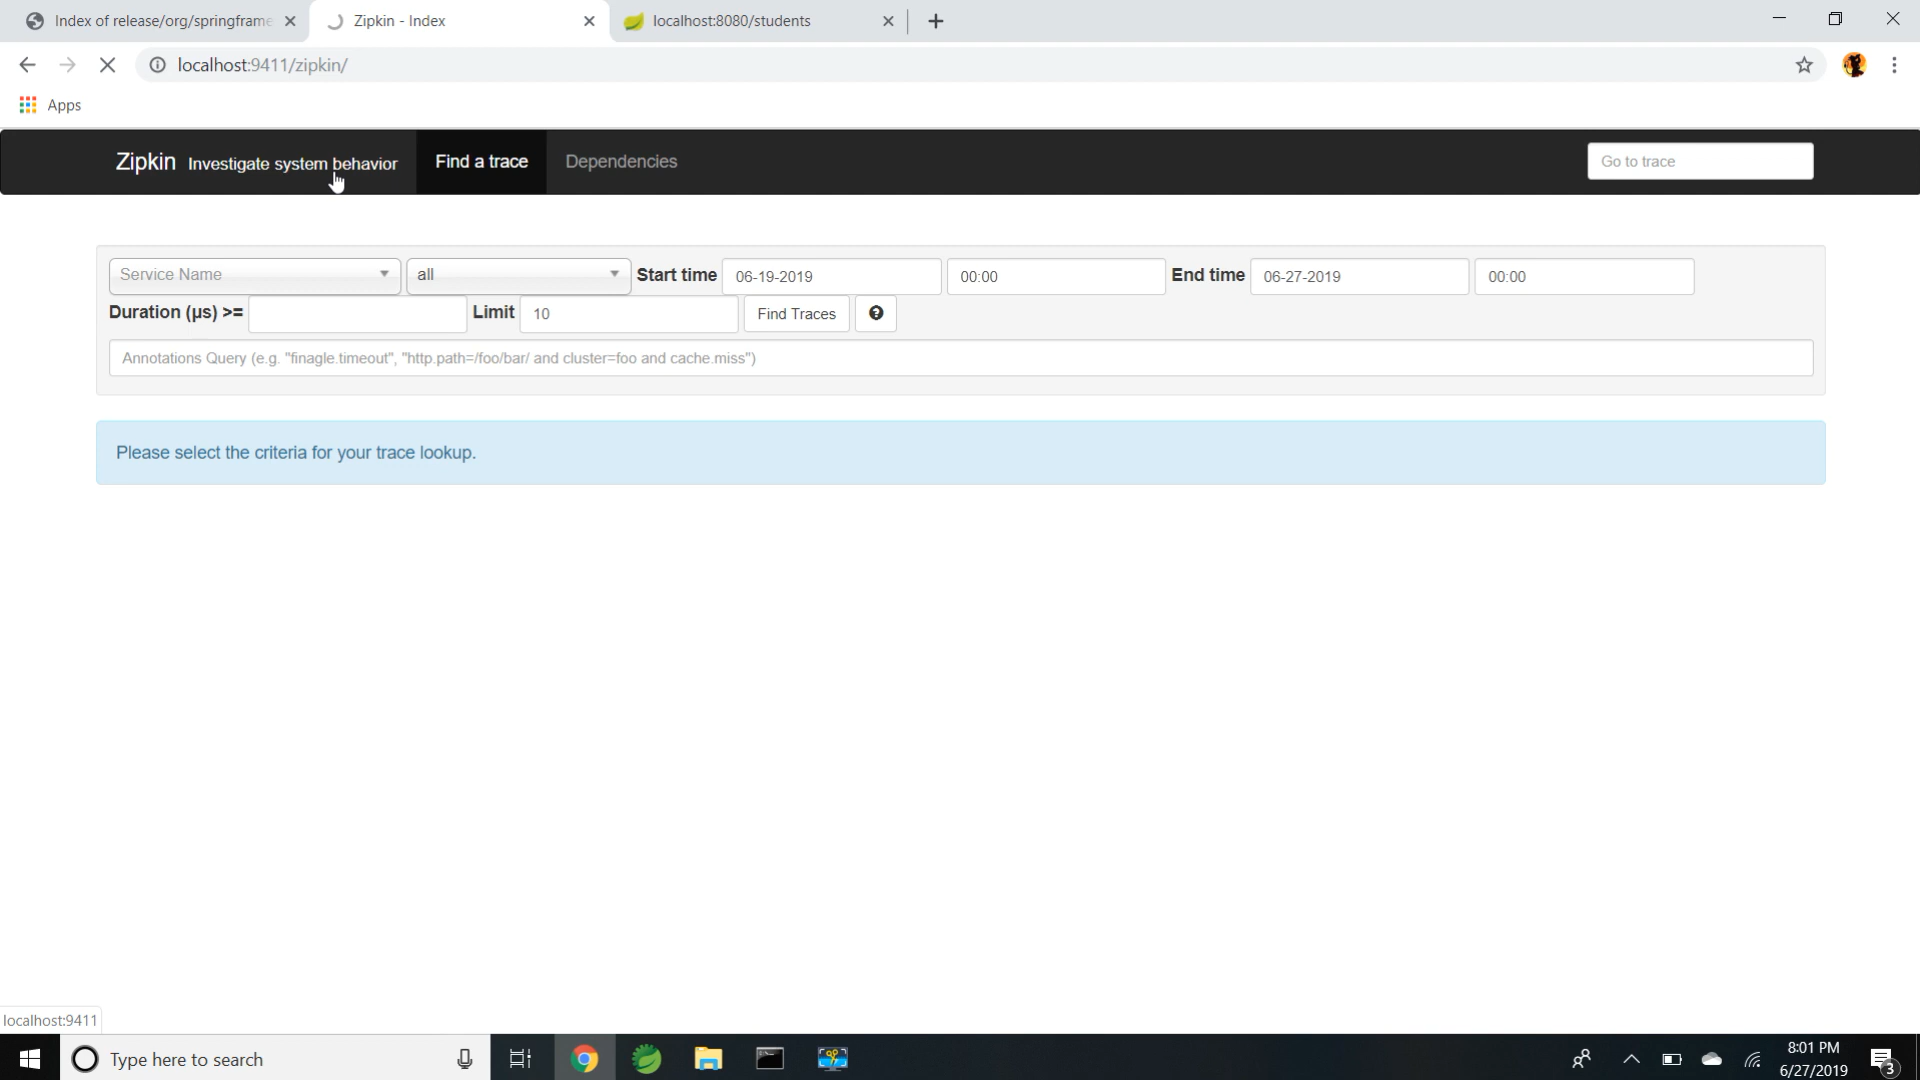 Index of release/org/springframe
Zipkin - Index
localhost:8080/students
localhost:9411/zipkin/
Apps
Zipkin Investigate system behavior Find a trace Dependencies Go to trace
Service Name all Start time 06-19-2019 00:00 End time 06-27-2019 00:00
Duration (μs) >= Limit 10 Find Traces
Annotations Query (e.g. "finagle.timeout", "http.path=/foo/bar/ and cluster=foo and cache.miss")
Please select the criteria for your trace lookup.
localhost:9411
Type here to search
8:01 PM
6/27/2019
3